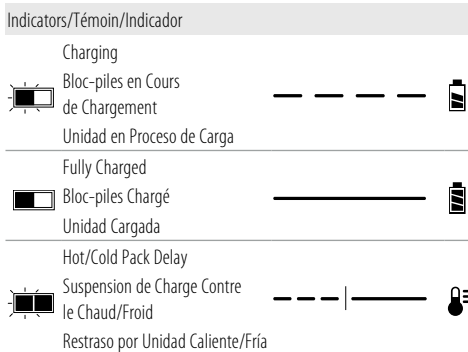 Indicators/Témoin/Indicador
Charging
Bloc-piles en Cours
de Chargement
Unidad en Proceso de Carga
Fully Charged
Bloc-piles Chargé
Unidad Cargada
Hot/Cold Pack Delay
Suspension de Charge Contre
le Chaud/Froid
Restraso por Unidad Caliente/Fría